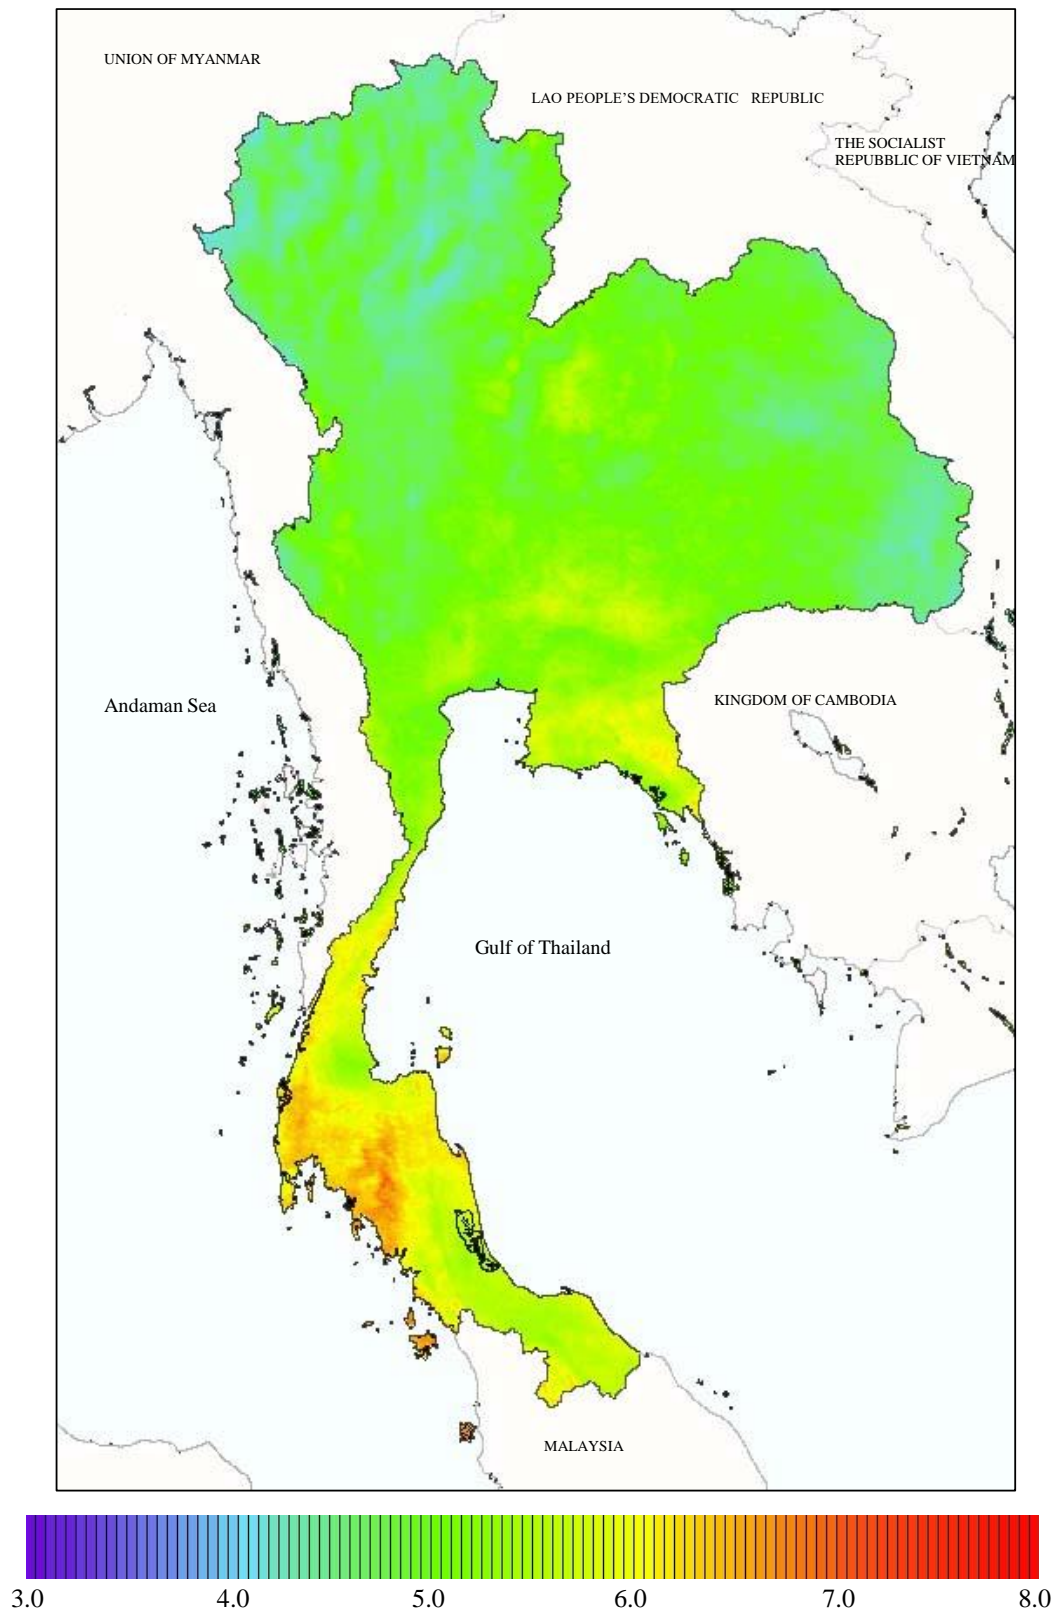 UNION OF MYANMAR
LAO PEOPLE’S DEMOCRATIC REPUBLIC
THE SOCIALIST
REPUBBLIC OF VIETNAM
Andaman Sea
KINGDOM OF CAMBODIA
Gulf of Thailand
MALAYSIA
3.0 4.0 5.0 6.0 7.0 8.0